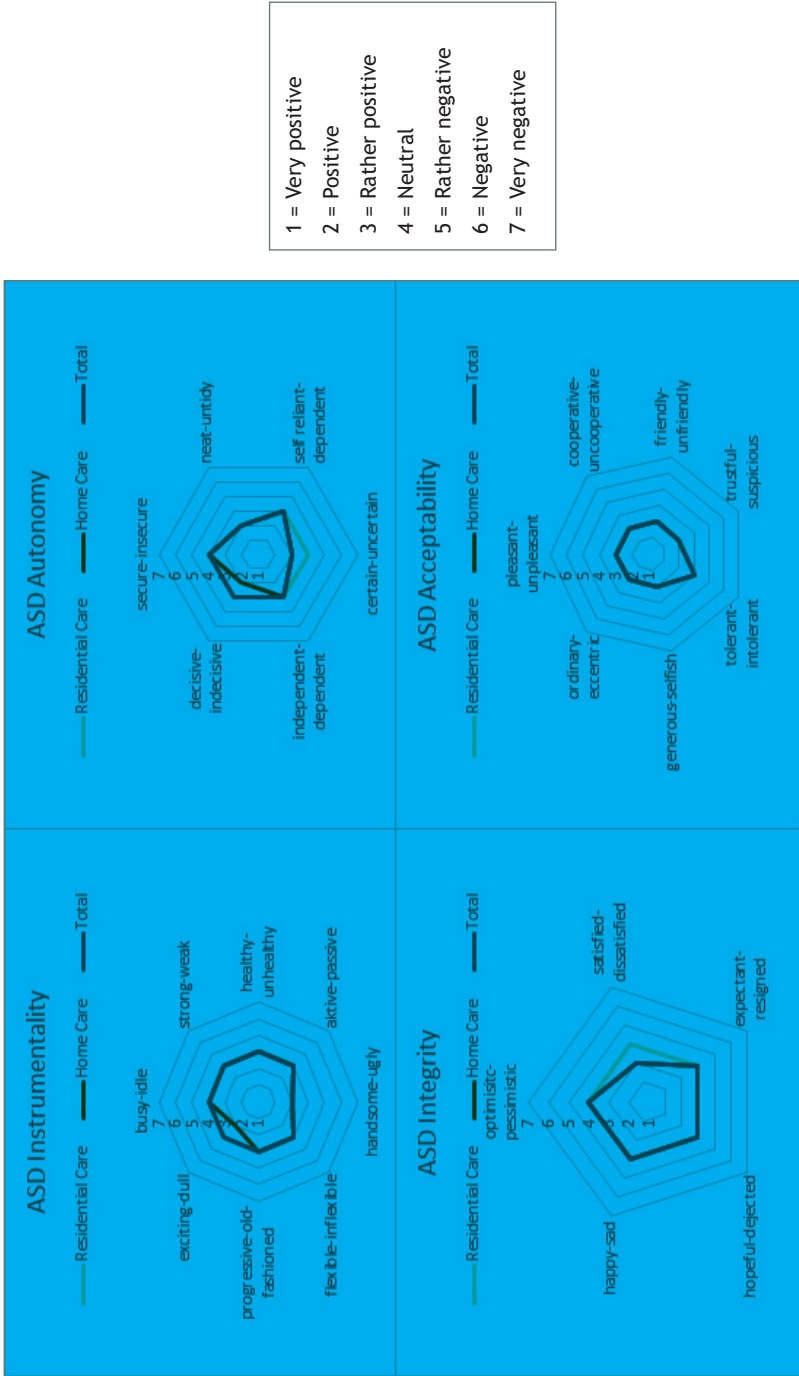 ASD Instrumentality
Residential Care
Home Care
Total
busy-idle
strong-weak
healthy-
unhealthy
aktive-passive
handsome-ugly
flexible-inflexible
progressive-old-
fashioned
exciting-dull
7
6
5
4
3
2
1
ASD Autonomy
Residential Care
Home Care
Total
secure-insecure
neat-untidy
self reliant-
dependent
certain-uncertain
independent-
dependent
decisive-
indecisive
7
6
5
4
3
2
1
ASD Integrity
Residential Care
Home Care
Total
optimisitc-
pessimistic
satisfied-
dissatisfied
expectant-
resigned
hopeful-dejected
happy-sad
7
6
5
4
3
2
1
ASD Acceptability
Residential Care
Home Care
Total
pleasant-
unpleasant
cooperative-
uncooperative
friendly-
unfriendly
trustful-
suspicious
tolerant-
intolerant
generous-selfish
ordinary-
eccentric
7
6
5
4
3
2
1
1 = Very positive
2 = Positive
3 = Rather positive
4 = Neutral
5 = Rather negative
6 = Negative
7 = Very negative